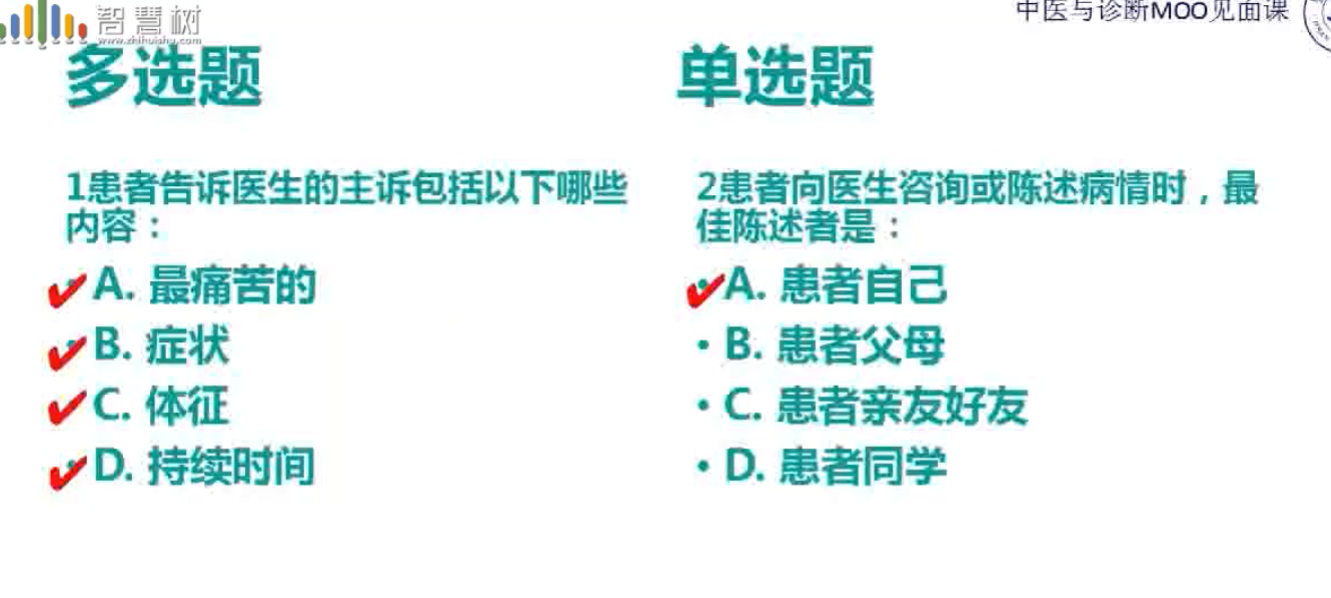 智慧树
www.zhihuishu.com
中医与诊断MOO见面课
多选题
1患者告诉医生的主诉包括以下哪些
内容：
A. 最痛苦的
B. 症状
C. 体征
D. 持续时间
单选题
2患者向医生咨询或陈述病情时，最
佳陈述者是：
A. 患者自己
B. 患者父母
C. 患者亲友好友
D. 患者同学